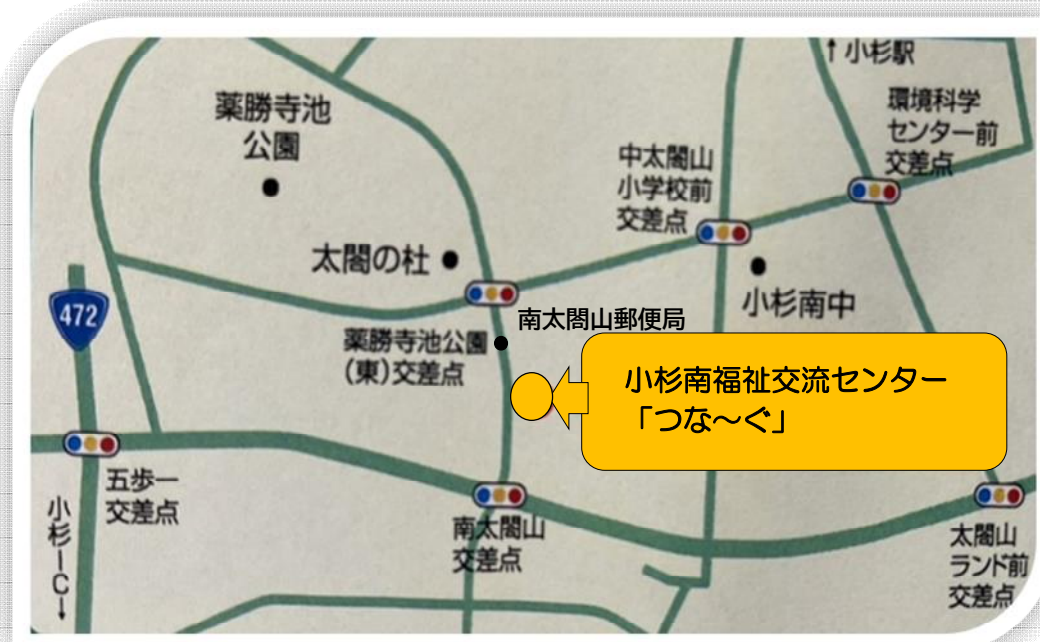 ↑小杉駅
薬勝寺池
公園
環境科学
センター前
交差点
中太閤山
小学校前
交差点
太閤の杜
472
小杉南中
南太閤山郵便局
薬勝寺池公園
(東)交差点
小杉南福祉交流センター
「つな～ぐ」
五歩一
交差点
小杉IC↓
南太閤山
交差点
太閤山
ランド前
交差点